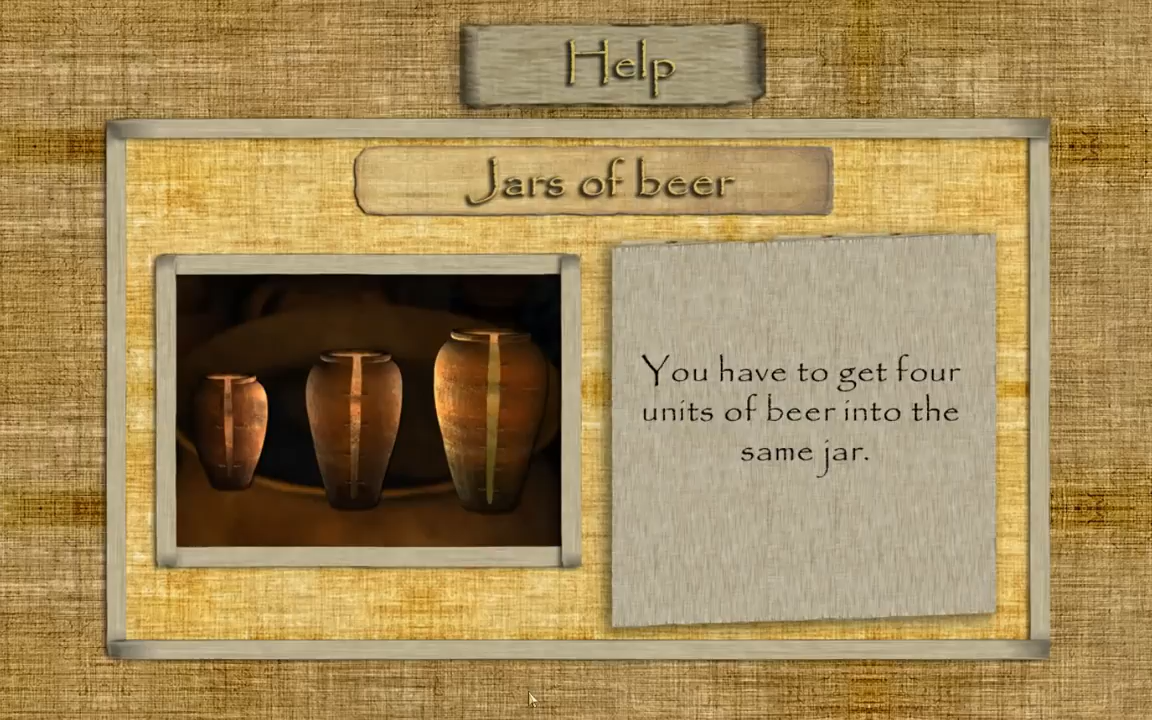 Help
Jars of beer
You have to get four
units of beer into the
same jar.